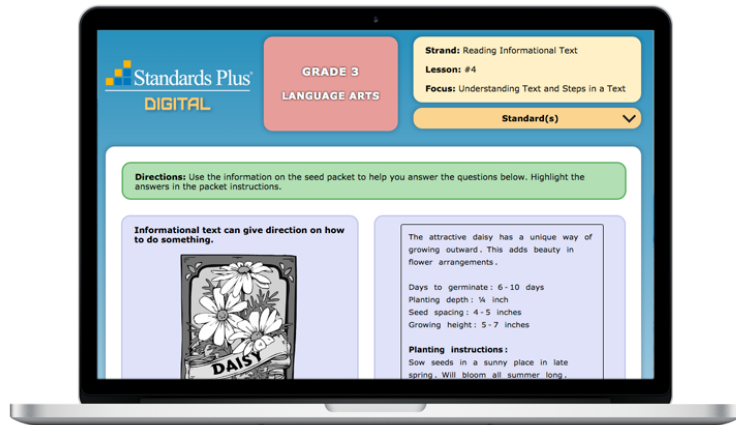 Standards Plus
DIGITAL
GRADE 3
LANGUAGE ARTS
Strand: Reading Informational Text
Lesson: #4
Focus: Understanding Text and Steps in a Text
Standard(s)
Directions: Use the information on the seed packet to help you answer the questions below. Highlight the
answers in the packet instructions.
Informational text can give direction on how
to do something.
DAISY
The attractive daisy has a unique way of
growing outward. This adds beauty in
flower arrangements.
Days to germinate: 6-10 days
Planting depth: ¼ inch
Seed spacing: 4-5 inches
Growing height: 5-7 inches
Planting instructions:
Sow seeds in a sunny place in late
spring. Will bloom all summer long.